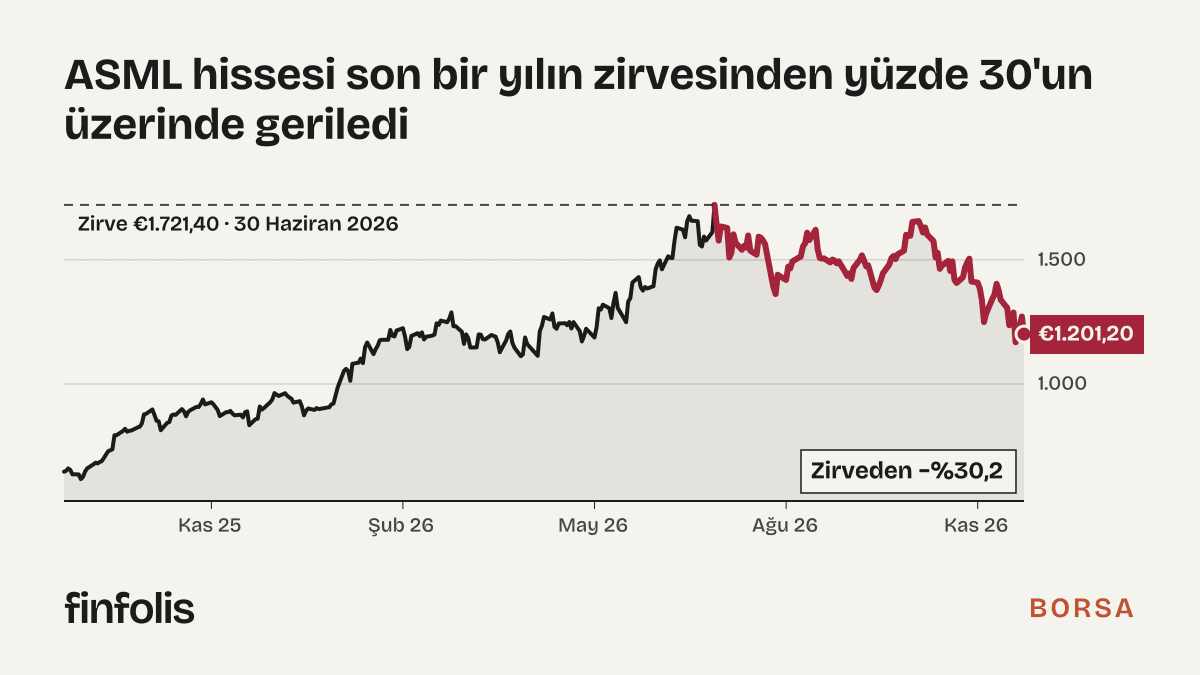 ASML hissesi son bir yılın zirvesinden yüzde 30'un
üzerinde geriledi
Zirve €1.721,40 · 30 Haziran 2026
1.500
€1.201,20
1.000
Zirveden -%30,2
Kas 25
Şub 26
May 26
Ağu 26
Kas 26
finfolis
BORSA